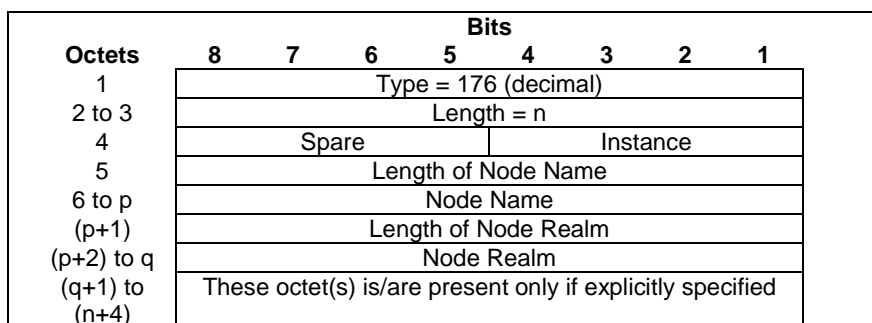 Bits
Octets 8 7 6 5 4 3 2 1
1 Type = 176 (decimal)
2 to 3 Length = n
4 Spare Instance
5 Length of Node Name
6 to p Node Name
(p+1) Length of Node Realm
(p+2) to q Node Realm
(q+1) to These octet(s) is/are present only if explicitly specified
(n+4)